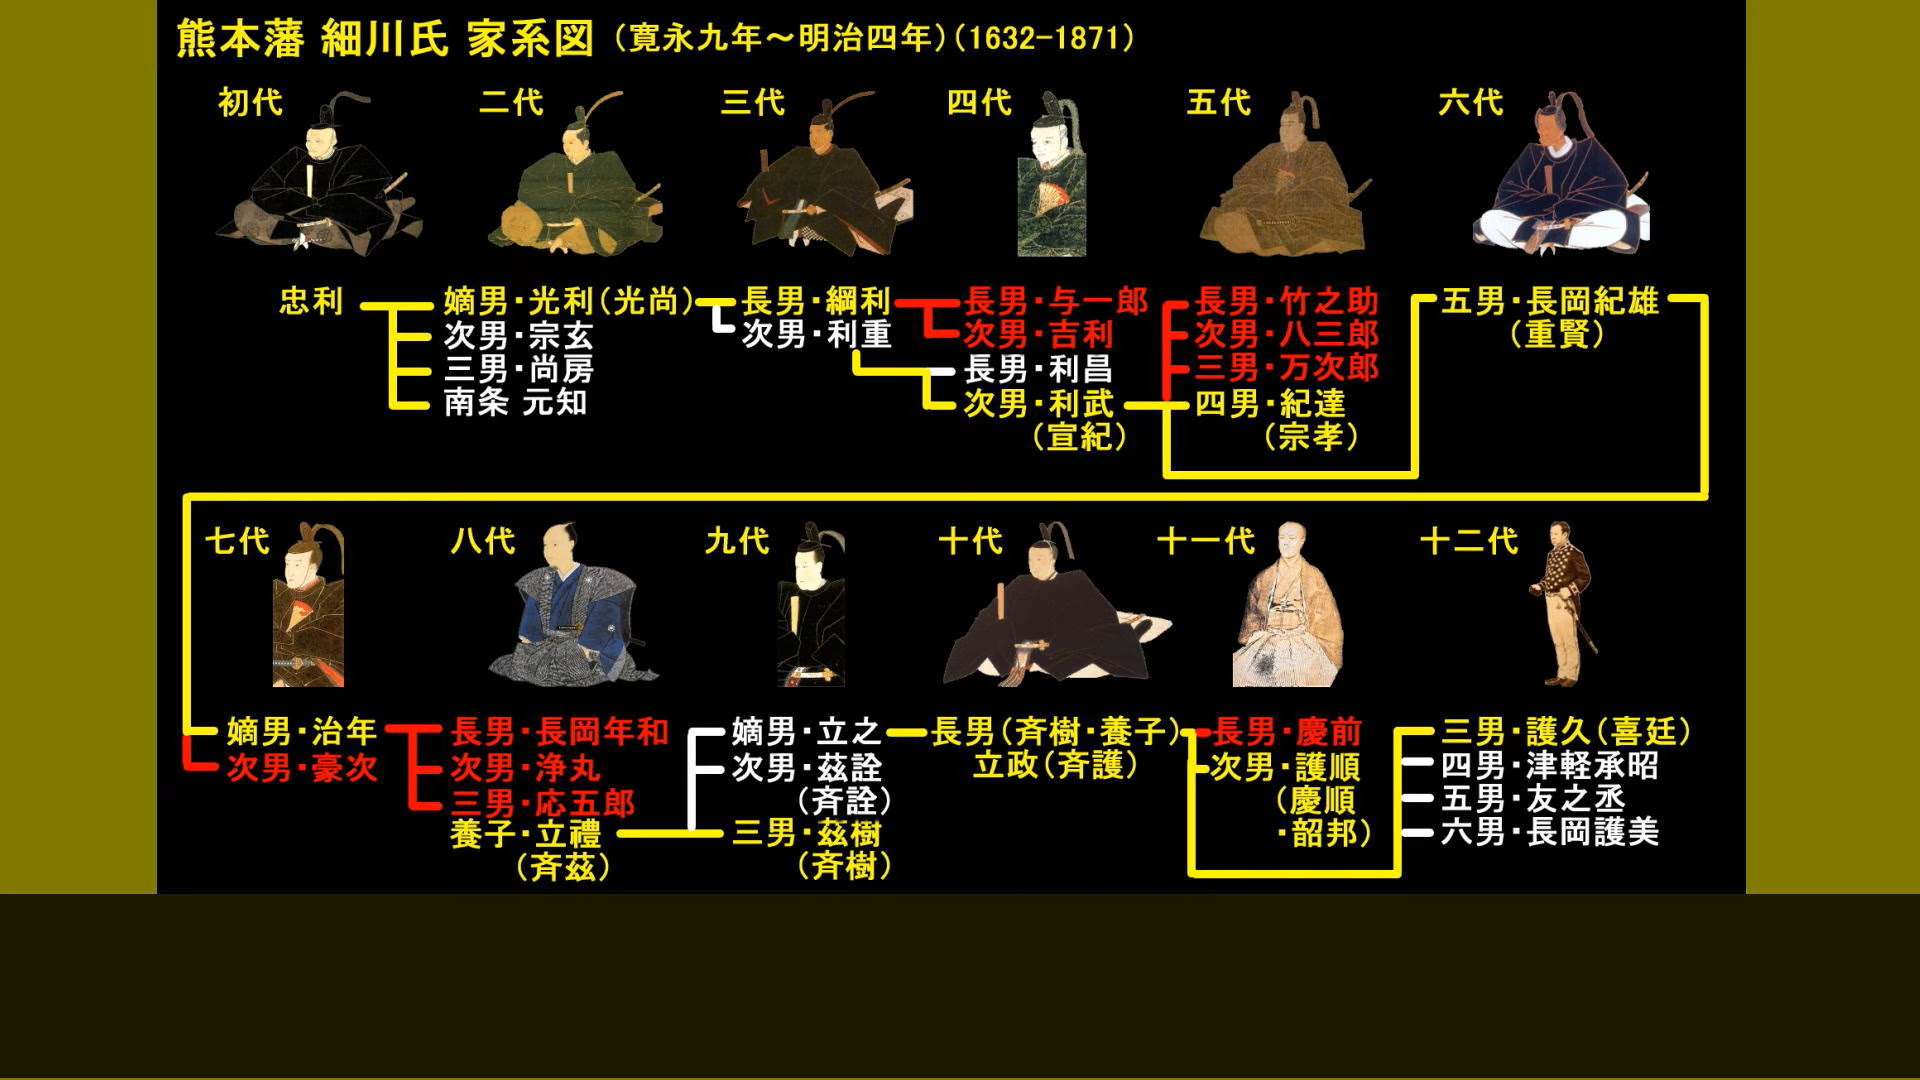 熊本藩 細川氏 家系図 (寛永九年～明治四年)(1632-1871)
初代 二代 三代 四代 五代 六代
忠利
嫡男・光利(光尚)
次男・宗玄
三男・尚房
南条 元知
長男・綱利
次男・利重
長男・与一郎
次男・吉利
長男・利昌
次男・利武
(宣紀)
長男・竹之助
次男・八三郎
三男・万次郎
四男・紀達
(宗孝)
五男・長岡紀雄
(重賢)
七代 八代 九代 十代 十一代 十二代
嫡男・治年
次男・豪次
長男・長岡年和
次男・浄丸
三男・応五郎
養子・立禮
(斉茲)
嫡男・立之
次男・茲詮
(斉詮)
三男・茲樹
(斉樹)
長男(斉樹・養子)
立政(斉護)
長男・慶前
次男・護順
(慶順
・韶邦)
三男・護久(喜廷)
四男・津軽承昭
五男・友之丞
六男・長岡護美